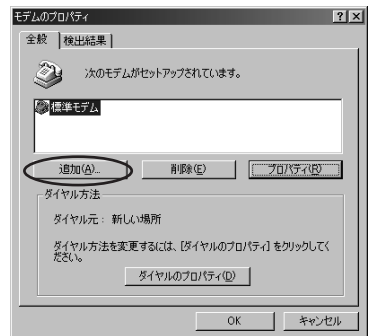 モデムのプロパティ
全般 検出結果
次のモデムがセットアップされています。
標準モデム
追加(A)... 削除(E) プロパティ(R)
ダイヤル方法
ダイヤル元： 新しい場所
ダイヤル方法を変更するには、[ダイヤルのプロパティ] をクリックしてく
ださい。
ダイヤルのプロパティ(D)
OK キャンセル